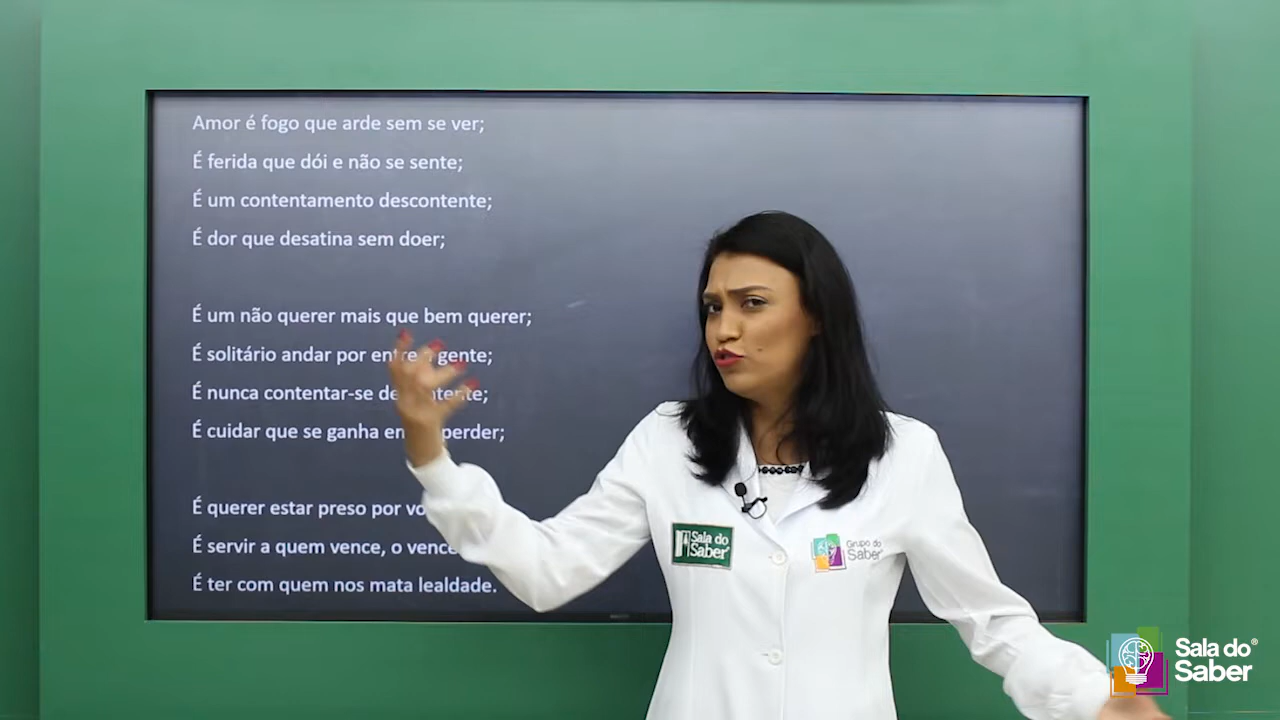 Amor é fogo que arde sem se ver;
É ferida que dói e não se sente;
É um contentamento descontente;
É dor que desatina sem doer;
É um não querer mais que bem querer;
É solitário andar por entre gente;
É nunca contentar-se de
É cuidar que se ganha em perder;
É querer estar preso por
É servir a quem vence, o
É ter com quem nos mata lealdade.
Sala do
Saber
Grupo do
Saber
Sala do
Saber